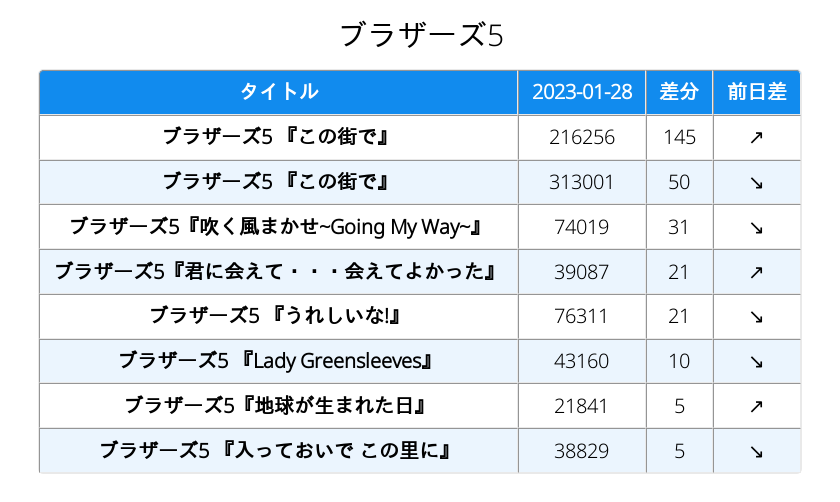 ブラザーズ5
タイトル 2023-01-28 差分 前日差
ブラザーズ5 『この街で』 216256 145 ↗
ブラザーズ5 『この街で』 313001 50 ↘
ブラザーズ5『吹く風まかせ~Going My Way~』 74019 31 ↘
ブラザーズ5『君に会えて・・・会えてよかった』 39087 21 ↗
ブラザーズ5 『うれしいな!』 76311 21 ↘
ブラザーズ5 『Lady Greensleeves』 43160 10 ↘
ブラザーズ5『地球が生まれた日』 21841 5 ↗
ブラザーズ5 『入っておいで この里に』 38829 5 ↘